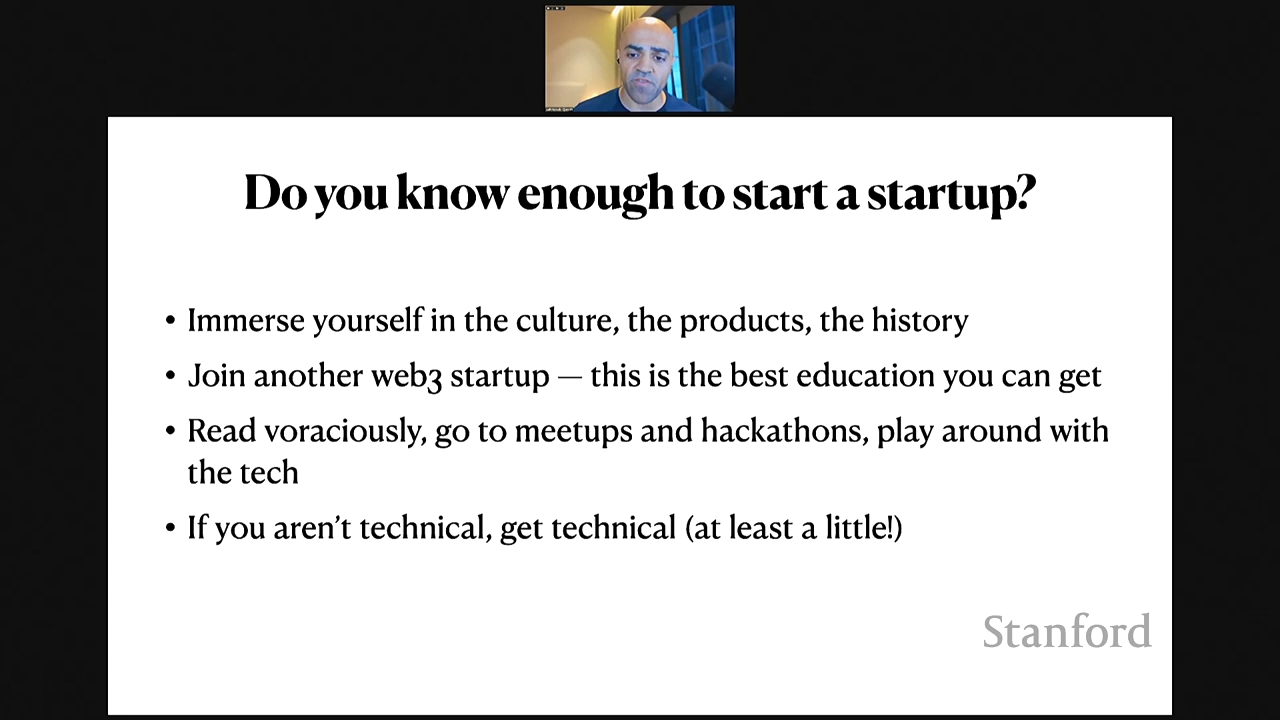 Do you know enough to start a startup?
• Immerse yourself in the culture, the products, the history
• Join another web3 startup — this is the best education you can get
• Read voraciously, go to meetups and hackathons, play around with
the tech
• If you aren’t technical, get technical (at least a little!)
Stanford